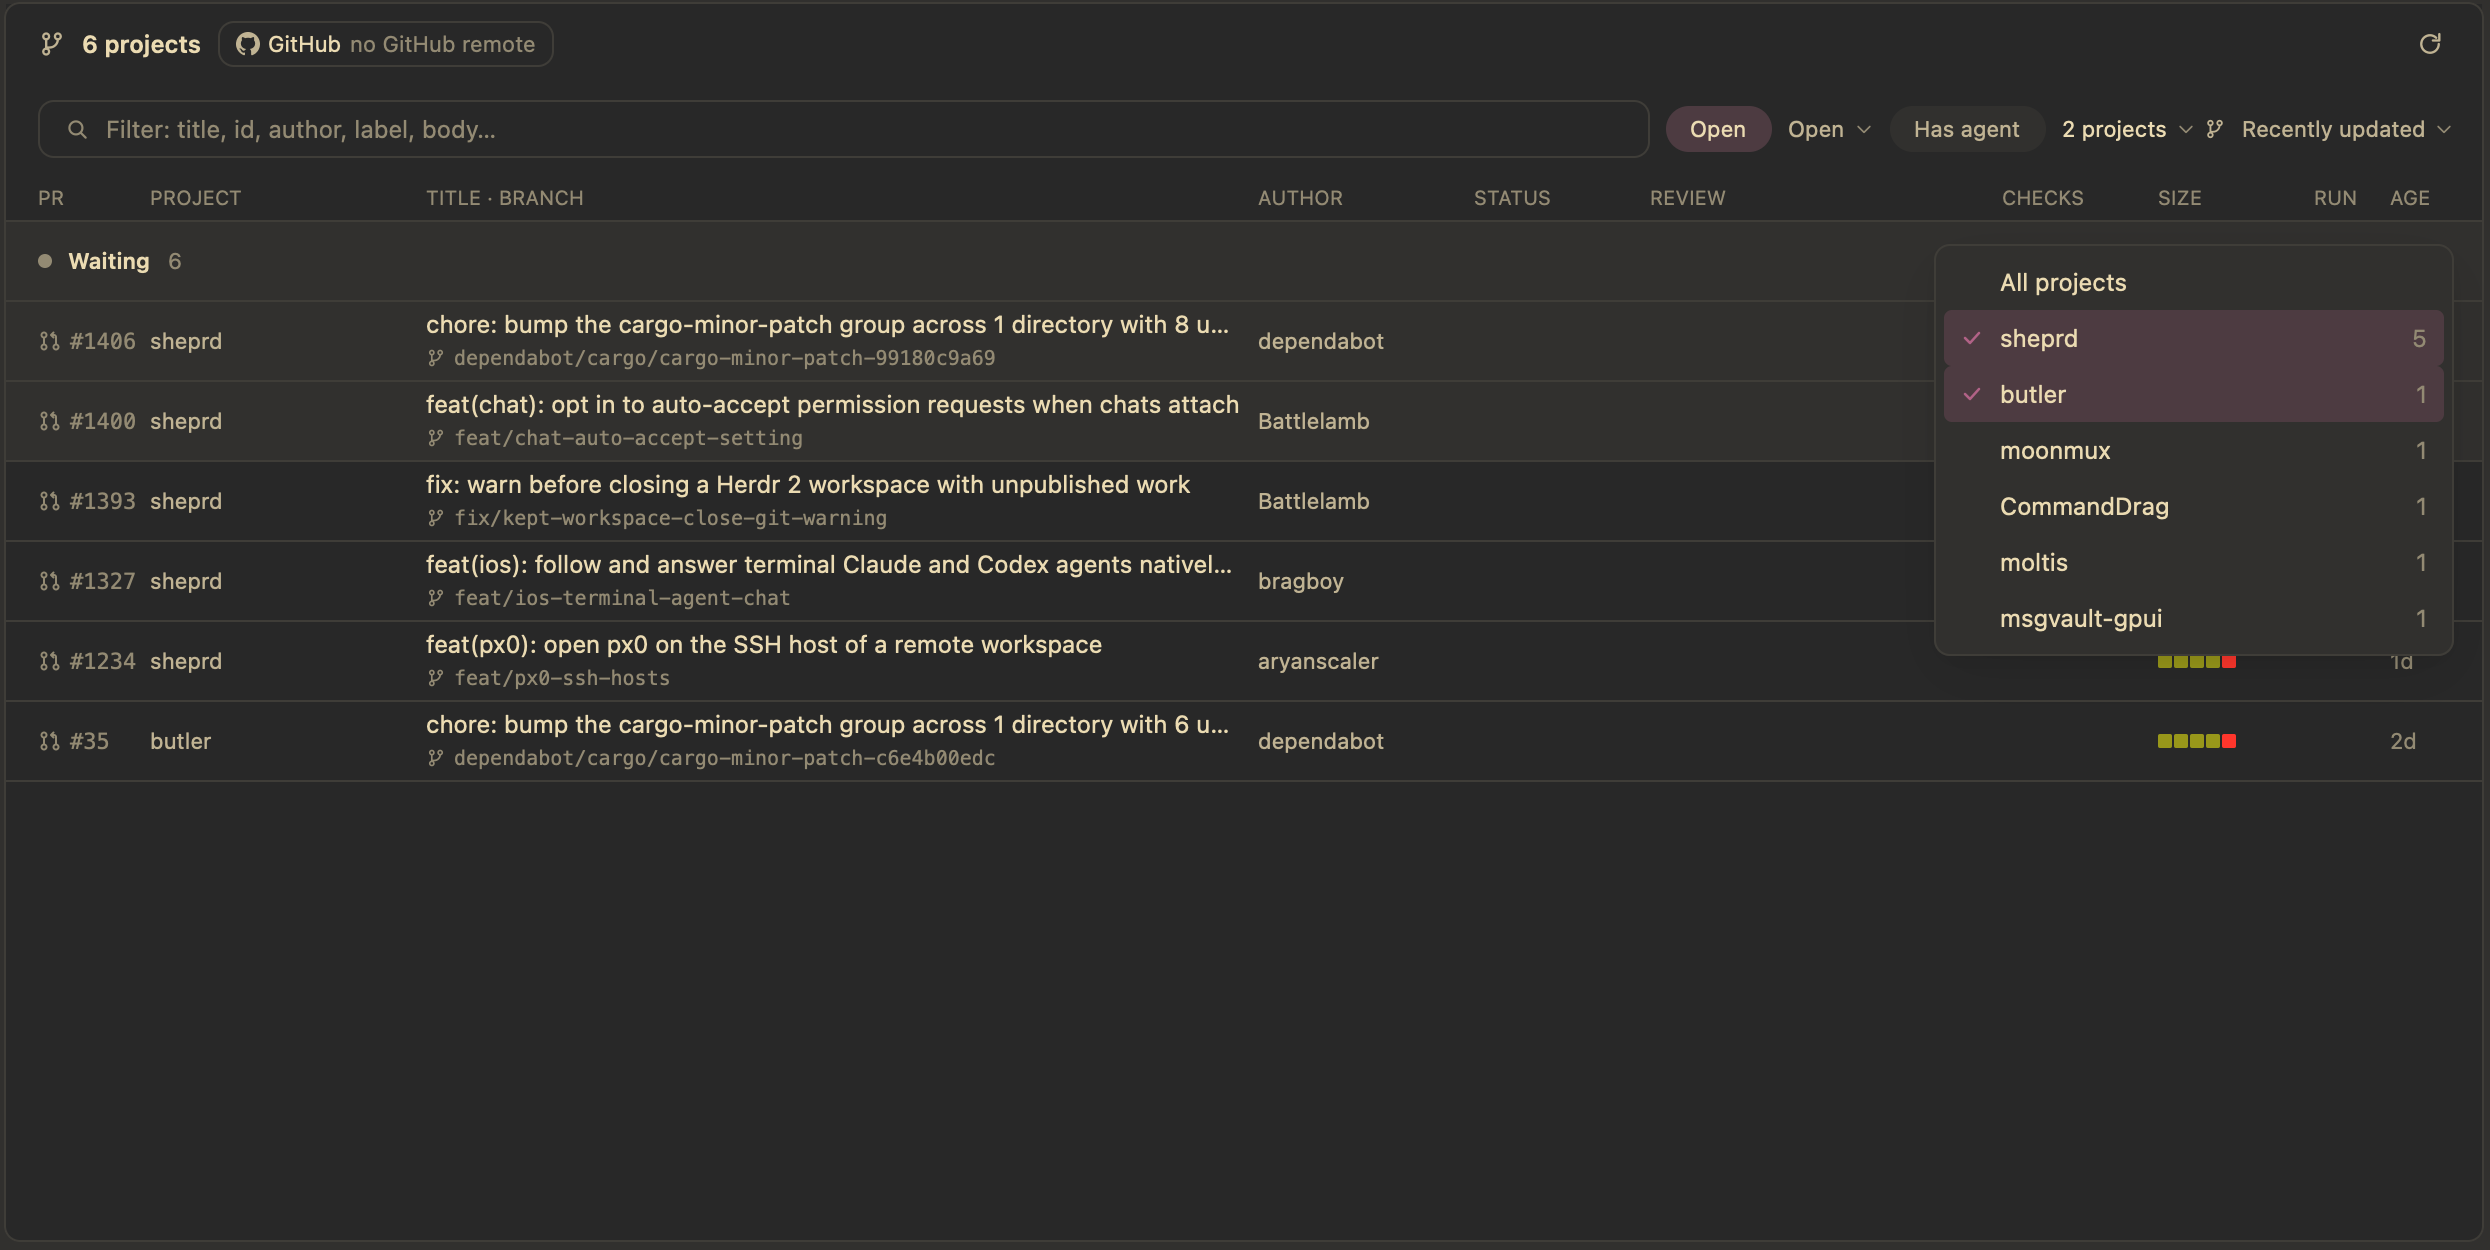 6 projects GitHub no GitHub remote
Filter: title, id, author, label, body... Open Open Has agent 2 projects Recently updated
PR PROJECT TITLE · BRANCH AUTHOR STATUS REVIEW CHECKS SIZE RUN AGE
Waiting 6
#1406 sheprd chore: bump the cargo-minor-patch group across 1 directory with 8 u... dependabot
dependabot/cargo/cargo-minor-patch-99180c9a69
#1400 sheprd feat(chat): opt in to auto-accept permission requests when chats attach Battlelamb
feat/chat-auto-accept-setting
#1393 sheprd fix: warn before closing a Herdr 2 workspace with unpublished work Battlelamb
fix/kept-workspace-close-git-warning
#1327 sheprd feat(ios): follow and answer terminal Claude and Codex agents nativel... bragboy
feat/ios-terminal-agent-chat
#1234 sheprd feat(px0): open px0 on the SSH host of a remote workspace aryanscaler 1d
feat/px0-ssh-hosts
#35 butler chore: bump the cargo-minor-patch group across 1 directory with 6 u... dependabot 2d
dependabot/cargo/cargo-minor-patch-c6e4b00edc
All projects
sheprd 5
butler 1
moonmux 1
CommandDrag 1
moltis 1
msgvault-gpui 1